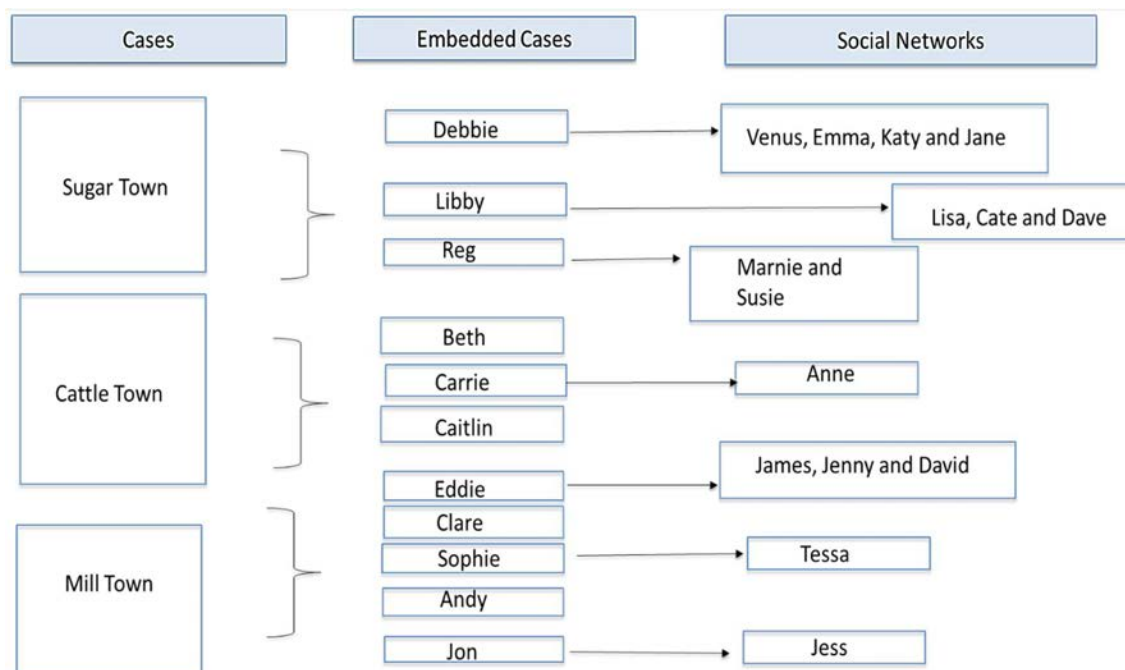 Cases
Embedded Cases
Social Networks
Sugar Town
Debbie
Venus, Emma, Katy and Jane
Libby
Lisa, Cate and Dave
Reg
Marnie and
Susie
Cattle Town
Beth
Carrie
Anne
Caitlin
Eddie
James, Jenny and David
Mill Town
Clare
Sophie
Tessa
Andy
Jon
Jess